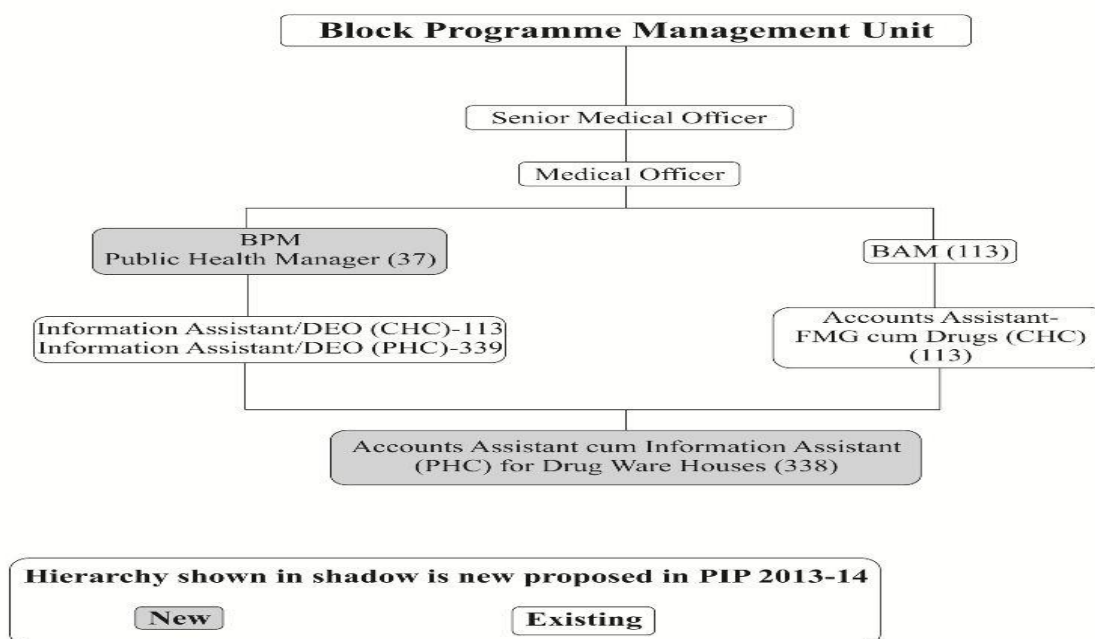 Block Programme Management Unit
Senior Medical Officer
Medical Officer
BPM
Public Health Manager (37)
BAM (113)
Information Assistant/DEO (CHC)-113
Information Assistant/DEO (PHC)-339
Accounts Assistant-
FMG cum Drugs (CHC)
(113)
Accounts Assistant cum Information Assistant
(PHC) for Drug Ware Houses (338)
Hierarchy shown in shadow is new proposed in PIP 2013-14
New
Existing